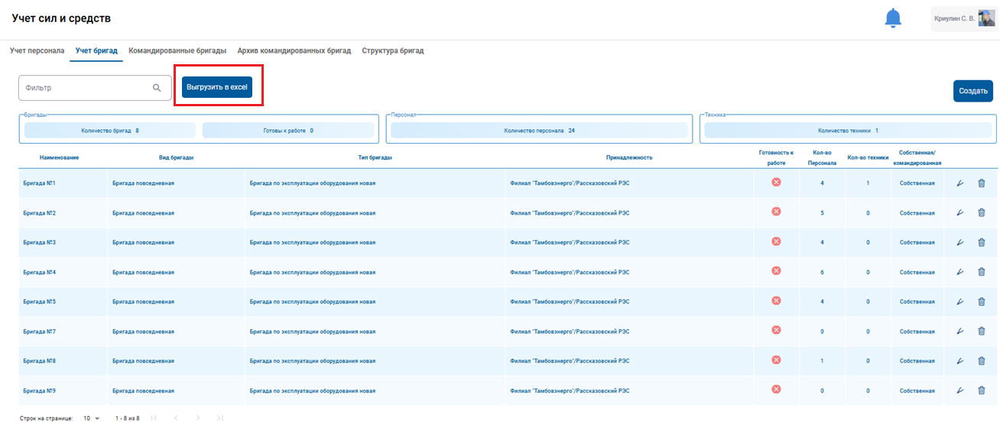 Учет сил и средств
Криулин С. В.
Учет персонала Учет бригад Командированные бригады Архив командированных бригад Структура бригад
Фильтр
Выгрузить в excel
Создать
Бригады Персонал Техника
Количество бригад 8 Готовы к работе 0 Количество персонала 24 Количество техники 1
Наименование Вид бригады Тип бригады Принадлежность Готовность к работе Кол-во Персонала Кол-во техники Собственная/командированная
Бригада №1 Бригада повседневная Бригада по эксплуатации оборудования новая Филиал "Тамбовэнерго"/Рассказовский РЭС 4 1 Собственная
Бригада №2 Бригада повседневная Бригада по эксплуатации оборудования новая Филиал "Тамбовэнерго"/Рассказовский РЭС 5 0 Собственная
Бригада №3 Бригада повседневная Бригада по эксплуатации оборудования новая Филиал "Тамбовэнерго"/Рассказовский РЭС 4 0 Собственная
Бригада №4 Бригада повседневная Бригада по эксплуатации оборудования новая Филиал "Тамбовэнерго"/Рассказовский РЭС 6 0 Собственная
Бригада №5 Бригада повседневная Бригада по эксплуатации оборудования новая Филиал "Тамбовэнерго"/Рассказовский РЭС 4 0 Собственная
Бригада №7 Бригада повседневная Бригада по эксплуатации оборудования новая Филиал "Тамбовэнерго"/Рассказовский РЭС 0 0 Собственная
Бригада №8 Бригада повседневная Бригада по эксплуатации оборудования новая Филиал "Тамбовэнерго"/Рассказовский РЭС 1 0 Собственная
Бригада №9 Бригада повседневная Бригада по эксплуатации оборудования новая Филиал "Тамбовэнерго"/Рассказовский РЭС 0 0 Собственная
Строк на странице: 10 1 - 8 из 8